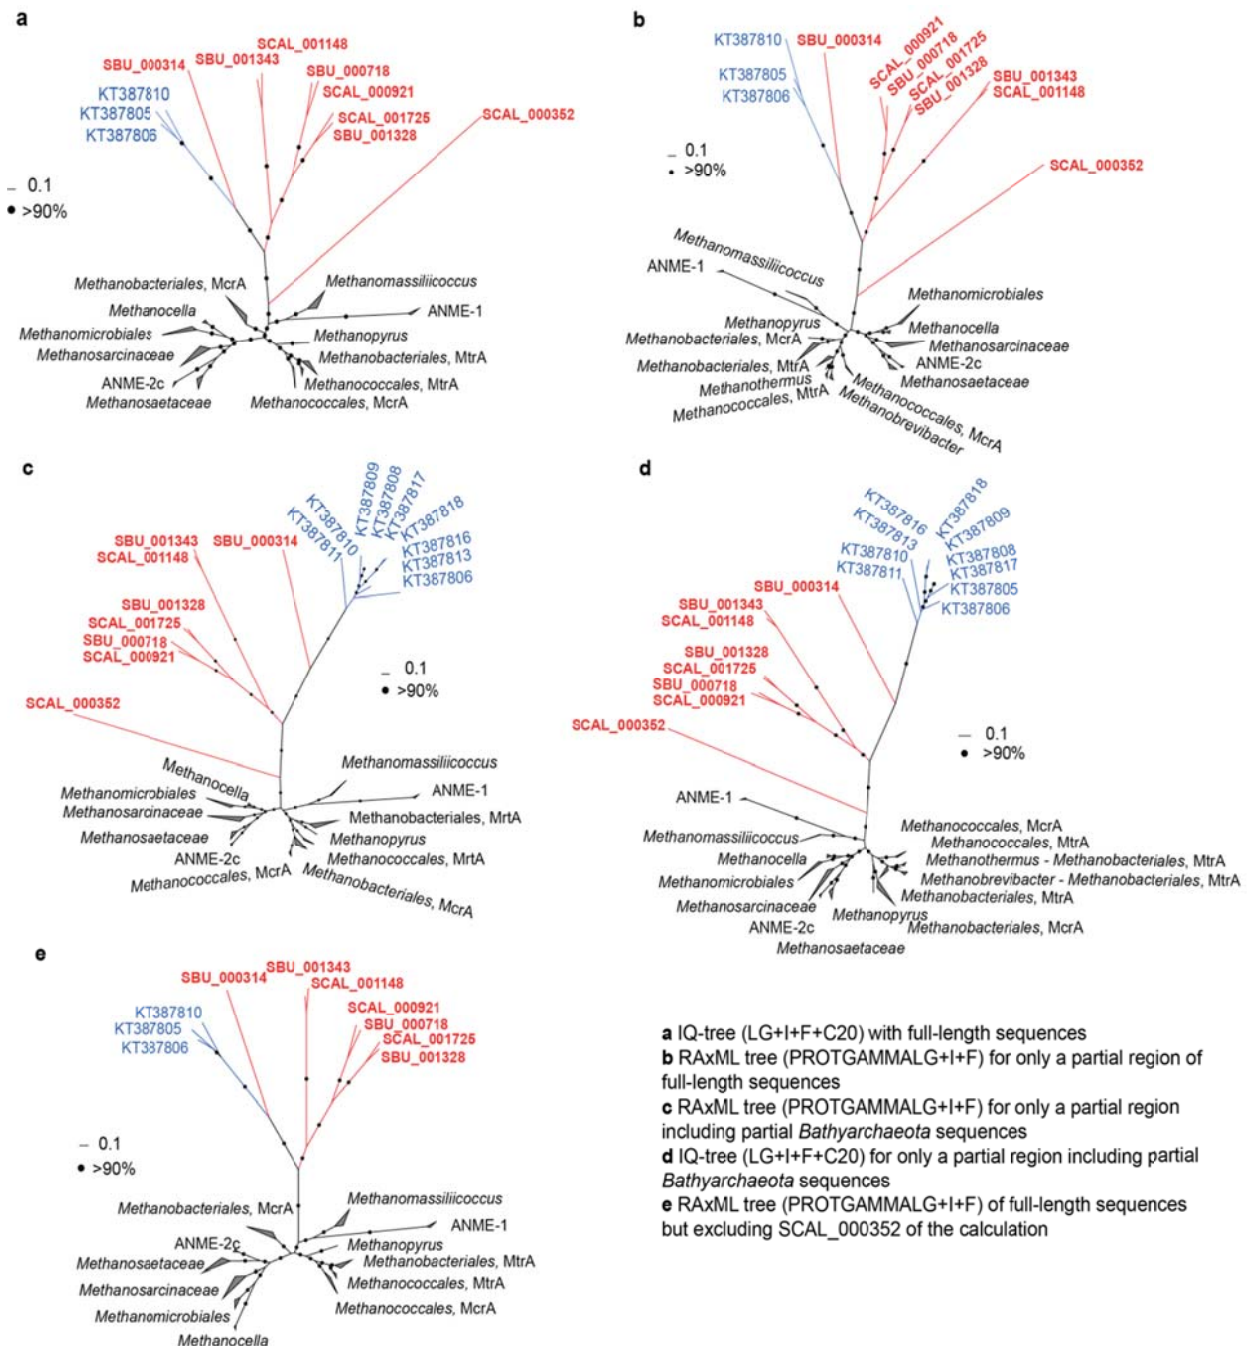 a
SCAL_001148
SBU_001343
SBU_000314
SBU_000718
SCAL_000921
KT387810
KT387805
KT387806
SCAL_001725
SBU_001328
SCAL_000352
– 0.1
● >90%
Methanobacteriales, McrA
Methanomassiliicoccus
Methanocella
ANME-1
Methanomicrobiales
Methanopyrus
Methanosarcinaceae
Methanobacteriales, MtrA
ANME-2c
Methanococcales, MtrA
Methanosaetaceae
Methanococcales, McrA
b
KT387810
SBU_000314
SCAL_000921
SBU_000718
SCAL_001725
SBU_001328
KT387805
KT387806
SBU_001343
SCAL_001148
SCAL_000352
– 0.1
● >90%
Methanomassiliicoccus
ANME-1
Methanomicrobiales
Methanopyrus
Methanocella
Methanobacteriales, McrA
Methanosarcinaceae
Methanobacteriales, MtrA
ANME-2c
Methanothermus
Methanosaetaceae
Methanococcales, MtrA
Methanococcales, McrA
Methanobrevibacter
c
KT387811
KT387810
KT387809
KT387808
KT387817
KT387818
KT387816
KT387813
KT387806
SBU_001343
SBU_000314
SCAL_001148
SBU_001328
SCAL_001725
SBU_000718
SCAL_000921
SCAL_000352
– 0.1
● >90%
Methanocella
Methanomassiliicoccus
Methanomicrobiales
ANME-1
Methanosarcinaceae
Methanobacteriales, MrtA
Methanosaetaceae
Methanopyrus
ANME-2c
Methanococcales, MrtA
Methanococcales, McrA
Methanobacteriales, McrA
d
KT387816
KT387818
KT387813
KT387809
KT387810
KT387808
KT387811
KT387817
KT387805
KT387806
SBU_000314
SBU_001343
SCAL_001148
SBU_001328
SCAL_001725
SBU_000718
SCAL_000921
SCAL_000352
– 0.1
● >90%
ANME-1
Methanococcales, McrA
Methanomassiliicoccus
Methanococcales, MtrA
Methanocella
Methanothermus - Methanobacteriales, MtrA
Methanomicrobiales
Methanobrevibacter - Methanobacteriales, MtrA
Methanosarcinaceae
Methanobacteriales, MtrA
Methanopyrus
ANME-2c
Methanobacteriales, McrA
Methanosaetaceae
e
SBU_001343
SBU_000314
SCAL_001148
KT387810
SCAL_000921
KT387805
SBU_000718
KT387806
SCAL_001725
SBU_001328
– 0.1
● >90%
Methanobacteriales, McrA
Methanomassiliicoccus
ANME-1
ANME-2c
Methanopyrus
Methanosaetaceae
Methanobacteriales, MtrA
Methanosarcinaceae
Methanococcales, MtrA
Methanomicrobiales
Methanococcales, McrA
Methanocella
a IQ-tree (LG+I+F+C20) with full-length sequences
b RAxML tree (PROTGAMMALG+I+F) for only a partial region of
full-length sequences
c RAxML tree (PROTGAMMALG+I+F) for only a partial region
including partial Bathyarchaeota sequences
d IQ-tree (LG+I+F+C20) for only a partial region including partial
Bathyarchaeota sequences
e RAxML tree (PROTGAMMALG+I+F) of full-length sequences
but excluding SCAL_000352 of the calculation